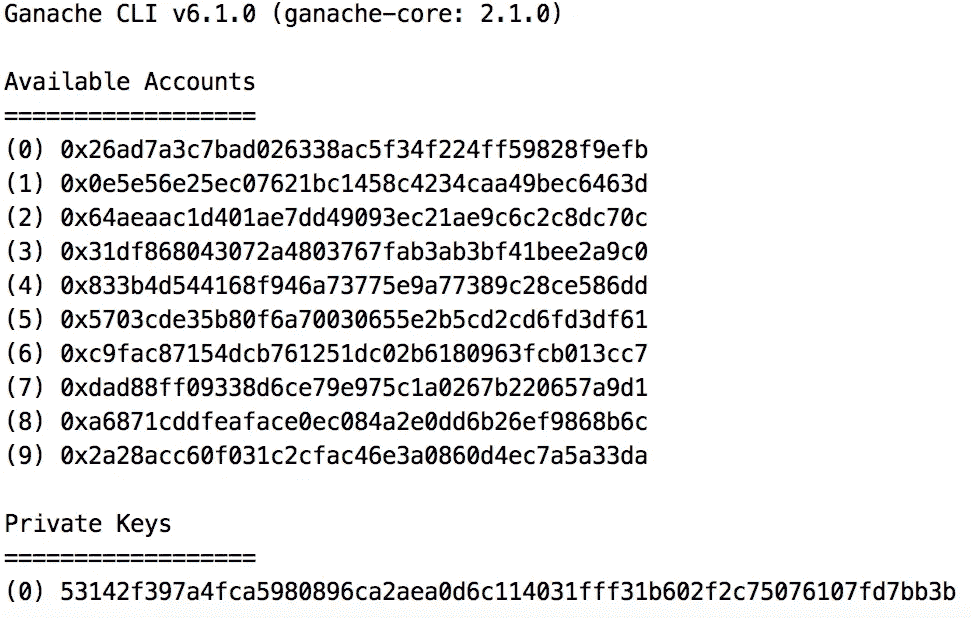 Ganache CLI v6.1.0 (ganache-core: 2.1.0)
Available Accounts
==================
(0) 0x26ad7a3c7bad026338ac5f34f224ff59828f9efb
(1) 0x0e5e56e25ec07621bc1458c4234caa49bec6463d
(2) 0x64aeaac1d401ae7dd49093ec21ae9c6c2c8dc70c
(3) 0x31df868043072a4803767fab3ab3bf41bee2a9c0
(4) 0x833b4d544168f946a73775e9a77389c28ce586dd
(5) 0x5703cde35b80f6a70030655e2b5cd2cd6fd3df61
(6) 0xc9fac87154dcb761251dc02b6180963fcb013cc7
(7) 0xdad88ff09338d6ce79e975c1a0267b220657a9d1
(8) 0xa6871cddfeaface0ec084a2e0dd6b26ef9868b6c
(9) 0x2a28acc60f031c2cfac46e3a0860d4ec7a5a33da
Private Keys
==================
(0) 53142f397a4fca5980896ca2aea0d6c114031fff31b602f2c75076107fd7bb3b